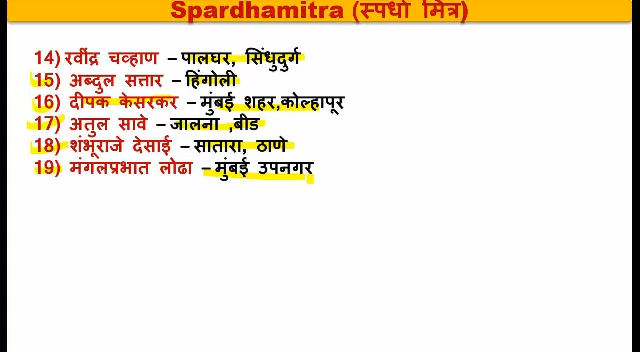 Spardhamitra (स्पर्धा मित्र)
14) रवींद्र चव्हाण – पालघर, सिंधुदुर्ग
15) अब्दुल सत्तार – हिंगोली
16) दीपक केसरकर – मुंबई शहर,कोल्हापूर
17) अतुल सावे – जालना ,बीड
18) शंभूराजे देसाई – सातारा, ठाणे
19) मंगलप्रभात लोढा – मुंबई उपनगर